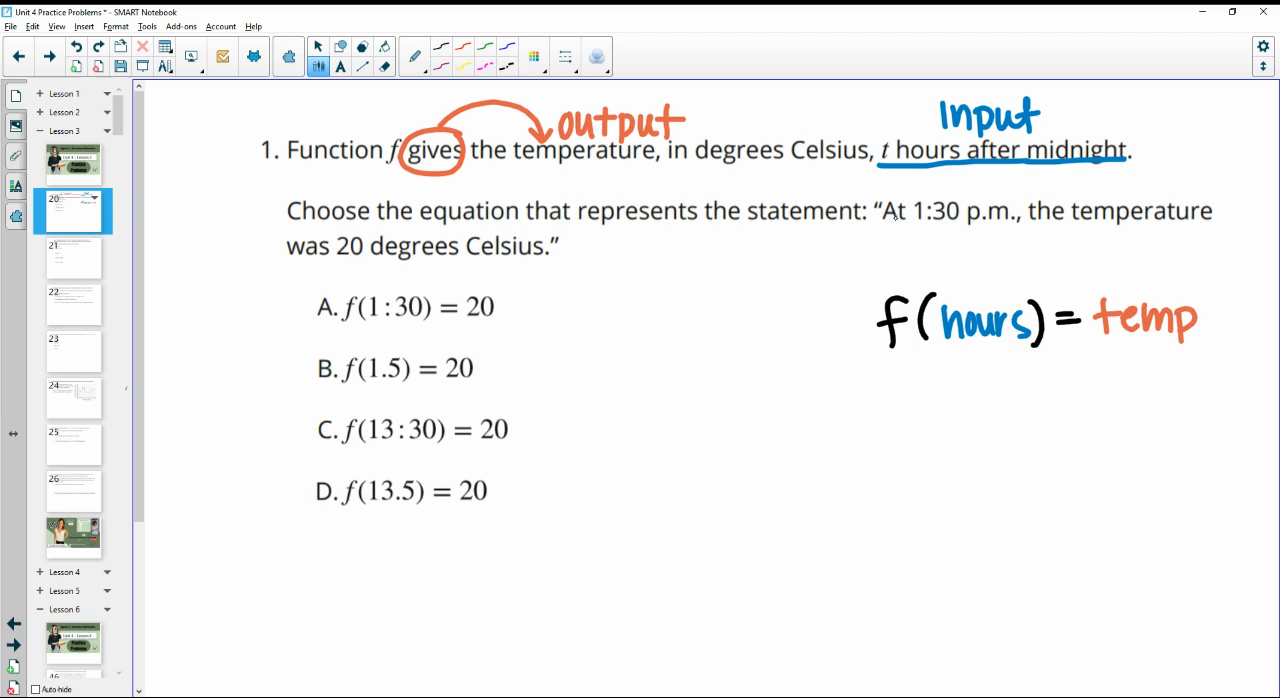 Unit 4 Practice Problems * - SMART Notebook
File Edit View Insert Format Tools Add-ons Account Help
Lesson 1
Lesson 2
Lesson 3
20
21
22
23
24
25
26
Lesson 4
Lesson 5
Lesson 6
46
Auto-hide
output
Input
1. Function f gives the temperature, in degrees Celsius, t hours after midnight.
Choose the equation that represents the statement: “At 1:30 p.m., the temperature
was 20 degrees Celsius.”
A. f(1:30) = 20
B. f(1.5) = 20
C. f(13:30) = 20
D. f(13.5) = 20
f(hours) = temp